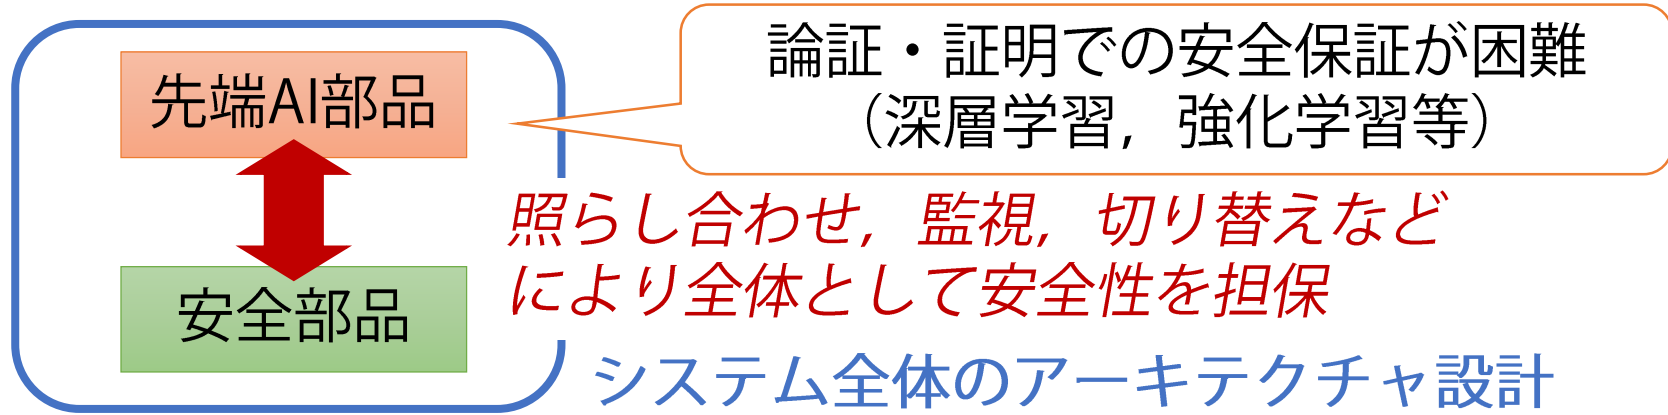 先端AI部品
論証・証明での安全保証が困難
（深層学習，強化学習等）
照らし合わせ，監視，切り替えなど
により全体として安全性を担保
安全部品
システム全体のアーキテクチャ設計